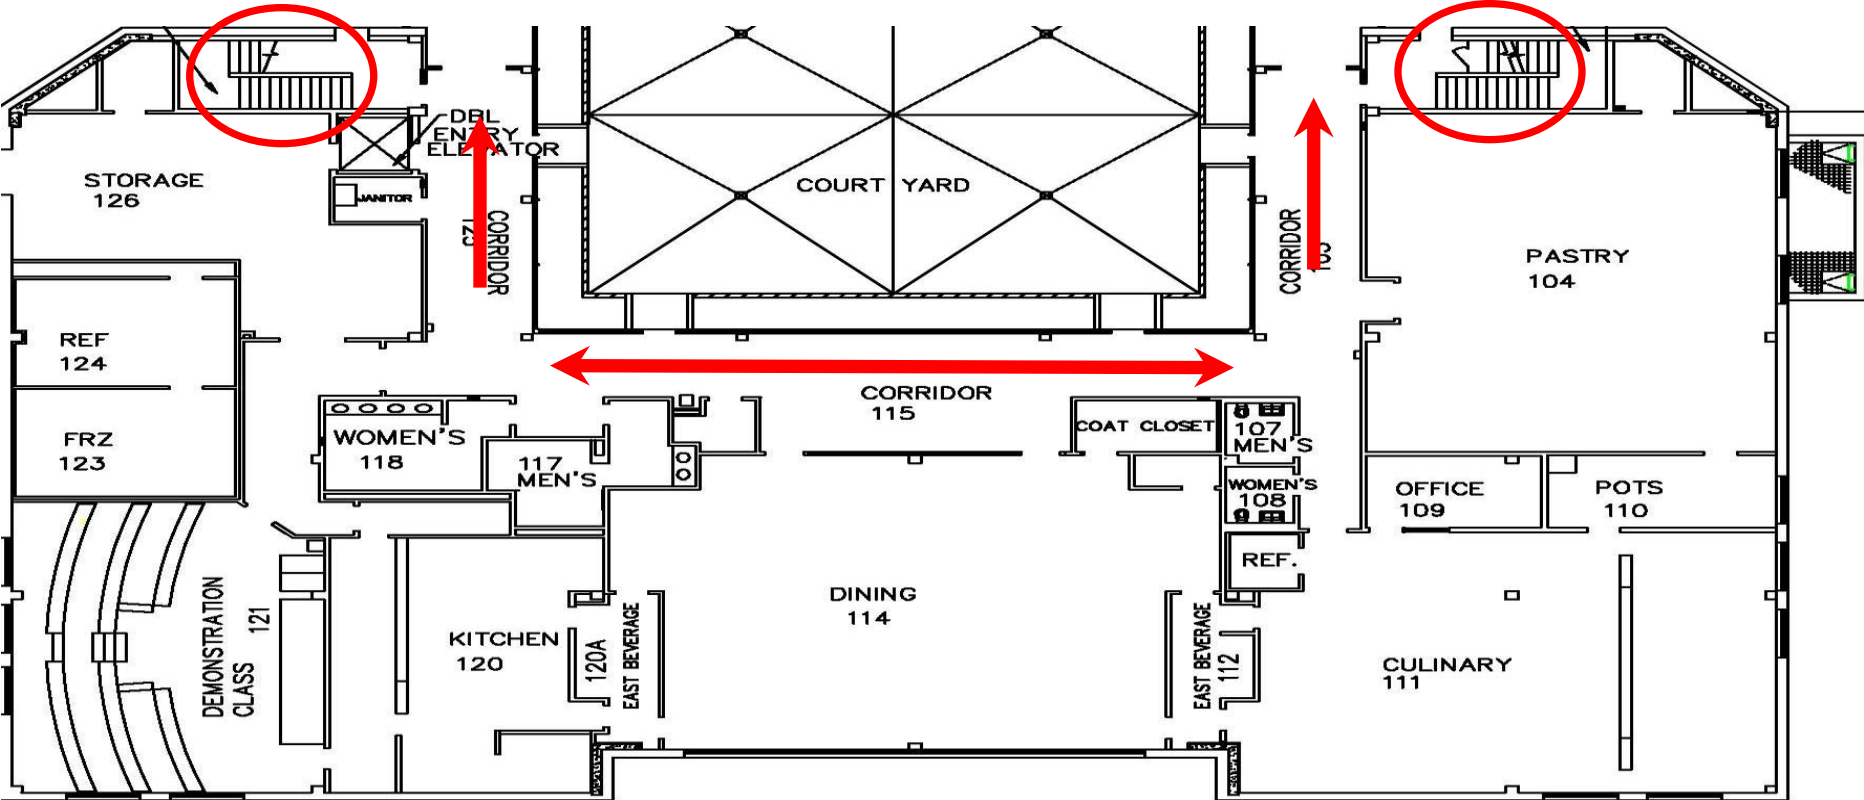 DBL
ENTRY
ELEVATOR
STORAGE
126
JANITOR
CORRIDOR
125
COURT YARD
CORRIDOR
103
PASTRY
104
REF
124
FRZ
123
WOMEN'S
118
117
MEN'S
CORRIDOR
115
COAT CLOSET
107
MEN'S
WOMEN'S
108
REF.
OFFICE
109
POTS
110
DEMONSTRATION
CLASS
121
KITCHEN
120
120A
EAST BEVERAGE
DINING
114
EAST BEVERAGE
112
CULINARY
111